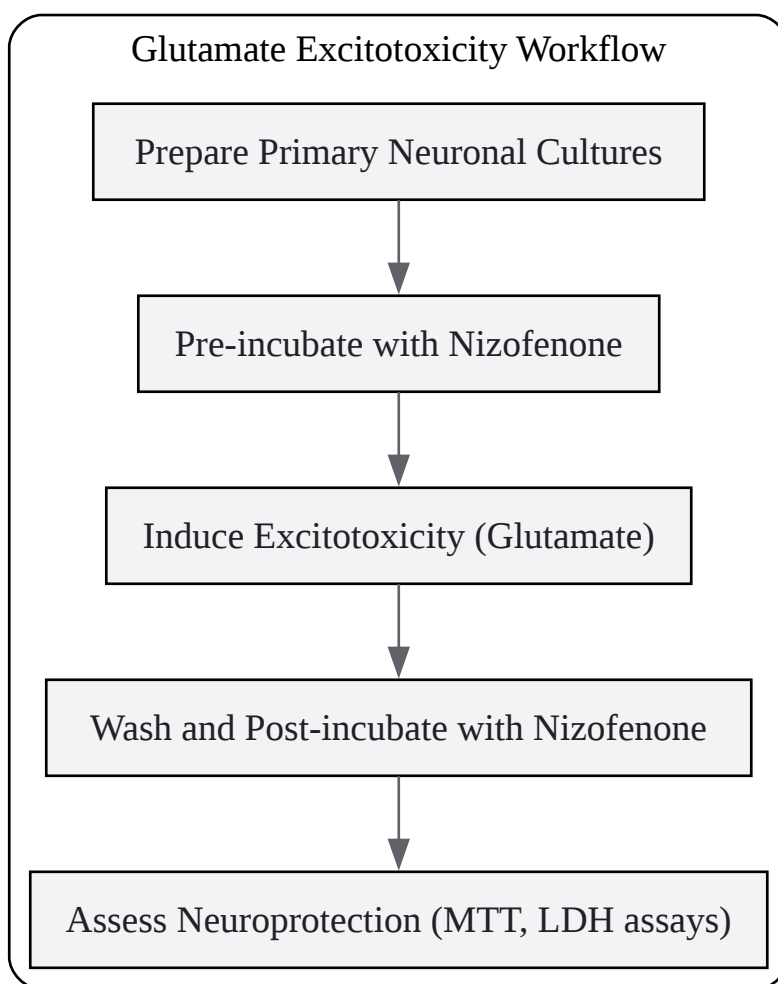 Glutamate Excitotoxicity Workflow
Prepare Primary Neuronal Cultures
Pre-incubate with Nizofenone
Induce Excitotoxicity (Glutamate)
Wash and Post-incubate with Nizofenone
Assess Neuroprotection (MTT, LDH assays)